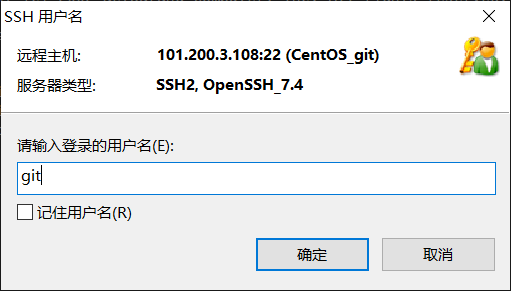 SSH 用户名
远程主机: 101.200.3.108:22 (CentOS_git)
服务器类型: SSH2, OpenSSH_7.4
请输入登录的用户名(E):
git
记住用户名(R)
确定 取消